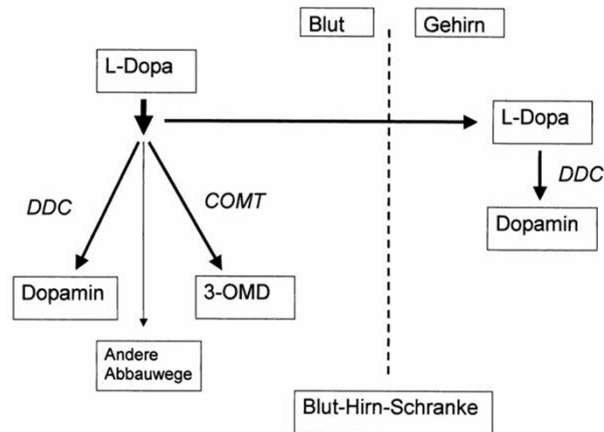 Blut
Gehirn
L-Dopa
L-Dopa
DDC
COMT
DDC
Dopamin
Dopamin
3-OMD
Andere
Abbauwege
Blut-Hirn-Schranke